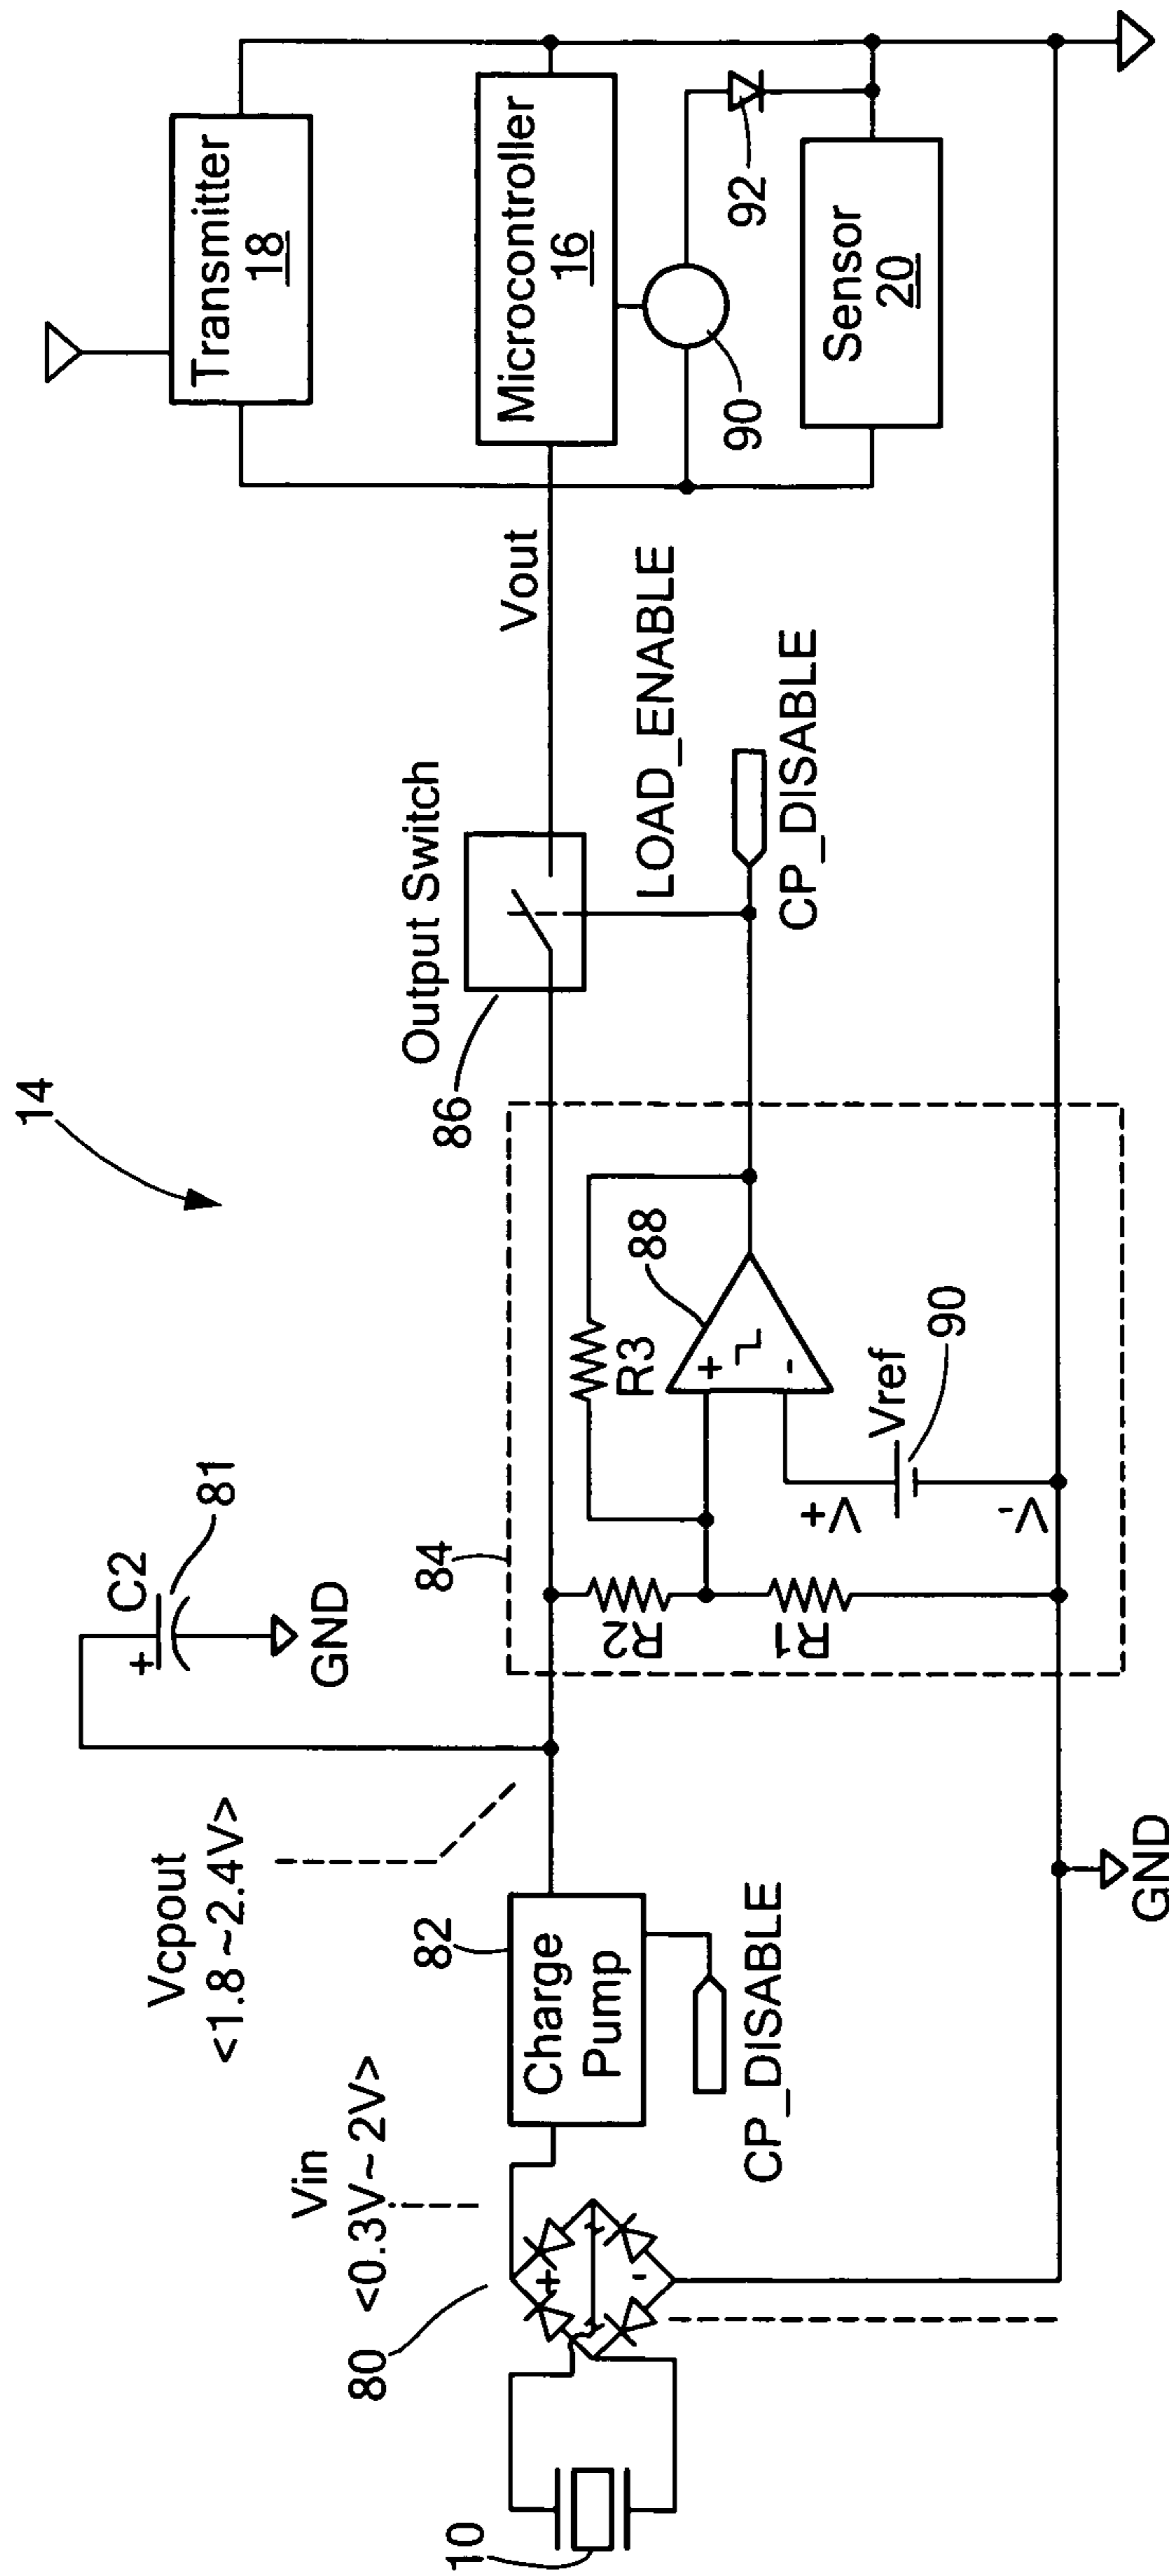 14
10
80
Vin
<0.3V~2V>
Charge
Pump
82
CP_DISABLE
Vcpout
<1.8~2.4V>
+
-
GND
C2
+
81
GND
84
R2
R1
R3
88
+
-
Vref
V+
V-
90
Output Switch
86
LOAD_ENABLE
CP_DISABLE
Vout
Transmitter
18
Microcontroller
16
90
92
Sensor
20